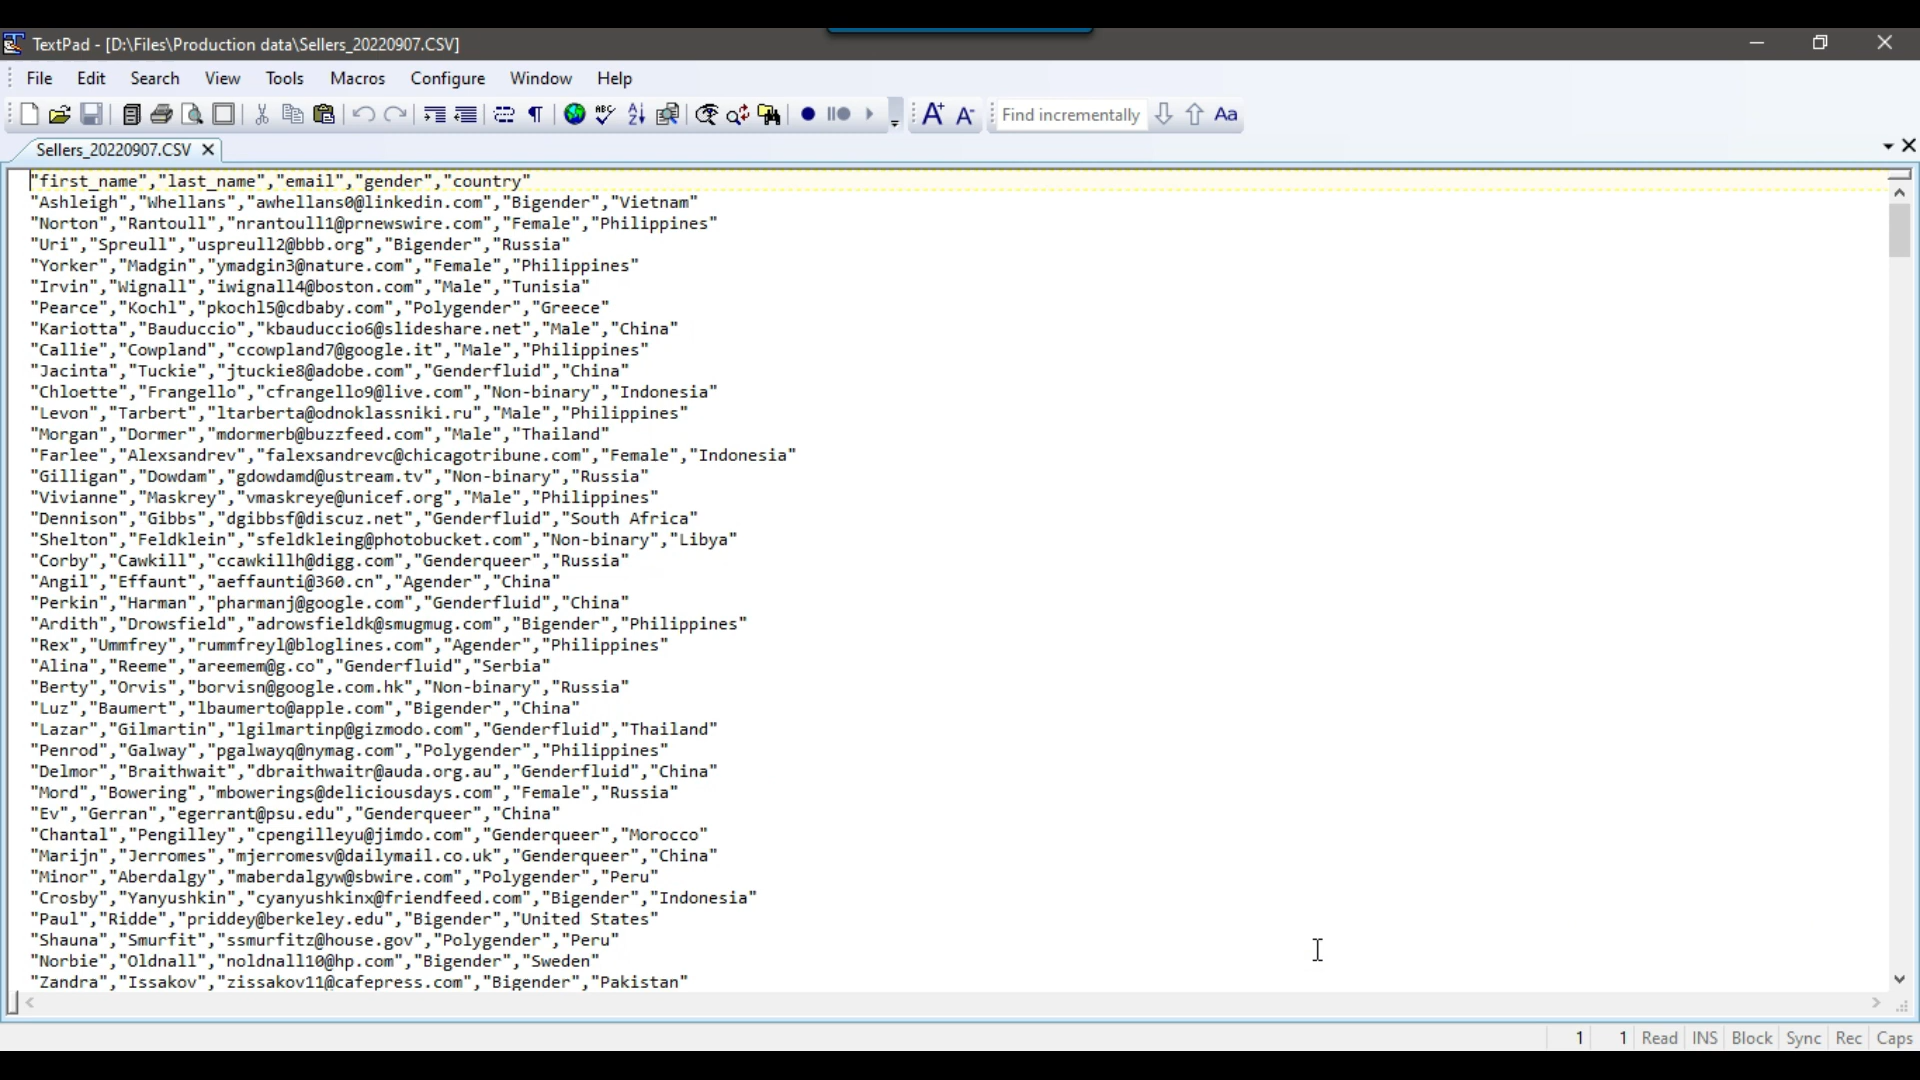 TextPad - [D:\Files\Production data\Sellers_20220907.CSV]
File Edit Search View Tools Macros Configure Window Help
Find incrementally Aa
Sellers_20220907.CSV
"first_name","last_name","email","gender","country"
"Ashleigh","Whellans","awhellans0@linkedin.com","Bigender","Vietnam"
"Norton","Rantoull","nrantoull1@prnewswire.com","Female","Philippines"
"Uri","Spreull","uspreull2@bbb.org","Bigender","Russia"
"Yorker","Madgin","ymadgin3@nature.com","Female","Philippines"
"Irvin","Wignall","iwignall4@boston.com","Male","Tunisia"
"Pearce","Kochl","pkochl5@cdbaby.com","Polygender","Greece"
"Kariotta","Bauduccio","kbauduccio6@slideshare.net","Male","China"
"Callie","Cowpland","ccowpland7@google.it","Male","Philippines"
"Jacinta","Tuckie","jtuckie8@adobe.com","Genderfluid","China"
"Chloette","Frangello","cfrangello9@live.com","Non-binary","Indonesia"
"Levon","Tarbert","ltarberta@odnoklassniki.ru","Male","Philippines"
"Morgan","Dormer","mdormerb@buzzfeed.com","Male","Thailand"
"Farlee","Alexsandrev","falexsandrevc@chicagotribune.com","Female","Indonesia"
"Gilligan","Dowdam","gdowdamd@ustream.tv","Non-binary","Russia"
"Vivianne","Maskrey","vmaskreye@unicef.org","Male","Philippines"
"Dennison","Gibbs","dgibbsf@discuz.net","Genderfluid","South Africa"
"Shelton","Feldklein","sfeldkleing@photobucket.com","Non-binary","Libya"
"Corby","Cawkill","ccawkillh@digg.com","Genderqueer","Russia"
"Angil","Effaunt","aeffaunti@360.cn","Agender","China"
"Perkin","Harman","pharmanj@google.com","Genderfluid","China"
"Ardith","Drowsfield","adrowsfieldk@smugmug.com","Bigender","Philippines"
"Rex","Ummfrey","rummfreyl@bloglines.com","Agender","Philippines"
"Alina","Reeme","areemem@g.co","Genderfluid","Serbia"
"Berty","Orvis","borvisn@google.com.hk","Non-binary","Russia"
"Luz","Baumert","lbaumerto@apple.com","Bigender","China"
"Lazar","Gilmartin","lgilmartinp@gizmodo.com","Genderfluid","Thailand"
"Penrod","Galway","pgalwayq@nymag.com","Polygender","Philippines"
"Delmor","Braithwait","dbraithwaitr@auda.org.au","Genderfluid","China"
"Mord","Bowering","mbowerings@deliciousdays.com","Female","Russia"
"Ev","Gerran","egerrant@psu.edu","Genderqueer","China"
"Chantal","Pengilley","cpengilleyu@jimdo.com","Genderqueer","Morocco"
"Marijn","Jerromes","mjerromesv@dailymail.co.uk","Genderqueer","China"
"Minor","Aberdalgy","maberdalgyw@sbwire.com","Polygender","Peru"
"Crosby","Yanyushkin","cyanyushkinx@friendfeed.com","Bigender","Indonesia"
"Paul","Ridde","priddey@berkeley.edu","Bigender","United States"
"Shauna","Smurfit","ssmurfitz@house.gov","Polygender","Peru"
"Norbie","Oldnall","noldnall10@hp.com","Bigender","Sweden"
"Zandra","Issakov","zissakov11@cafepress.com","Bigender","Pakistan"
1 1 Read INS Block Sync Rec Caps